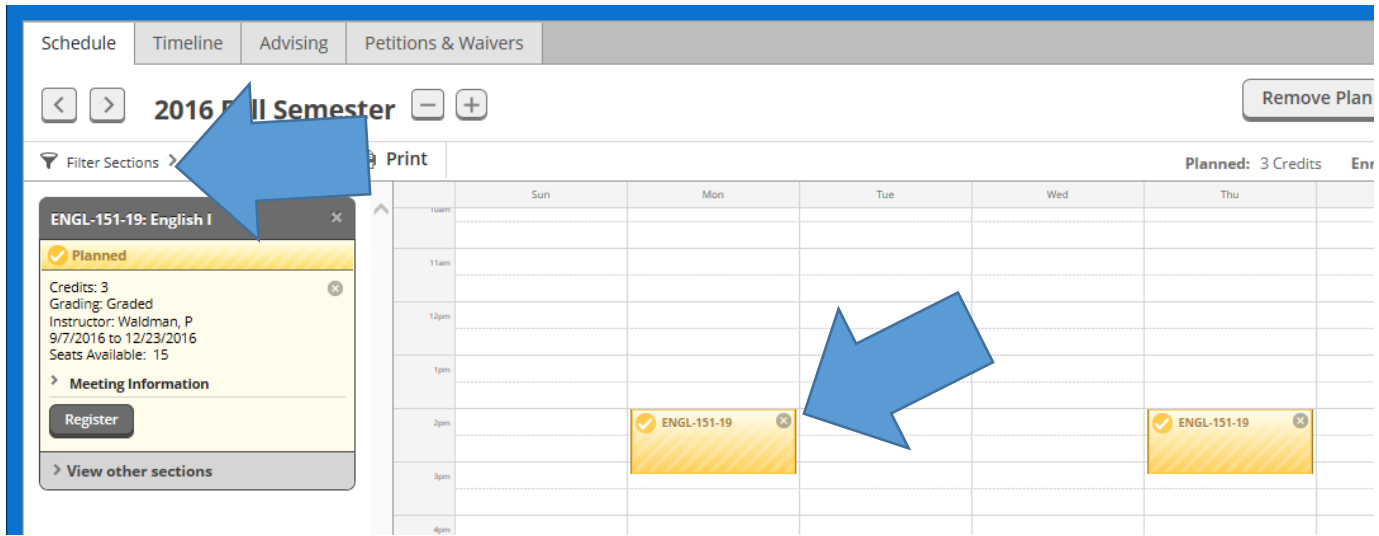 Schedule Timeline Advising Petitions & Waivers
2016 Semester
Remove Plan
Filter Sections Print
Planned: 3 Credits
Sun Mon Tue Wed Thu
ENGL-151-19: English I
Planned
Credits: 3
Grading: Graded
Instructor: Waldman, P
9/7/2016 to 12/23/2016
Seats Available: 15
Meeting Information
Register
View other sections
11am
12pm
1pm
2pm
ENGL-151-19 ENGL-151-19
3pm
4pm